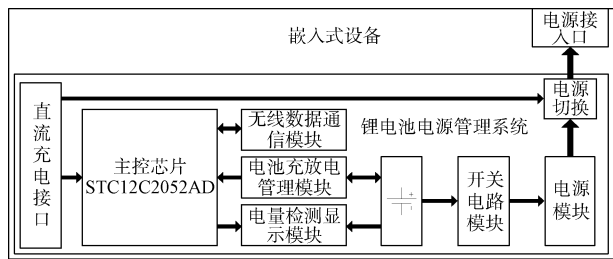 电源接
入口
嵌入式设备
直流充电接口
电源
切换
无线数据通
信模块
锂电池电源管理系统
主控芯片
STC12C2052AD
电池充放电
管理模块
开关
电路
模块
电源
模块
电量检测显
示模块